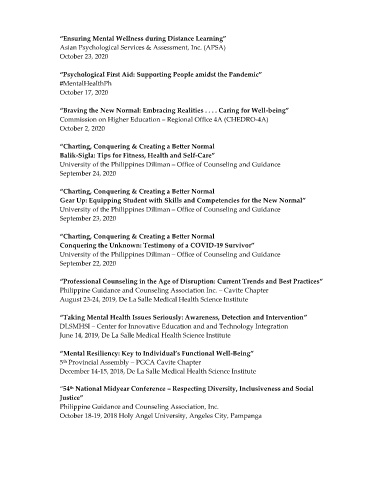 “Ensuring Mental Wellness during Distance Learning”
Asian Psychological Services & Assessment, Inc. (APSA)
October 23, 2020
“Psychological First Aid: Supporting People amidst the Pandemic”
#MentalHealthPh
October 17, 2020
“Braving the New Normal: Embracing Realities . . . . Caring for Well-being”
Commission on Higher Education – Regional Office 4A (CHEDRO-4A)
October 2, 2020
“Charting, Conquering & Creating a Better Normal
Balik-Sigla: Tips for Fitness, Health and Self-Care”
University of the Philippines Diliman – Office of Counseling and Guidance
September 24, 2020
“Charting, Conquering & Creating a Better Normal
Gear Up: Equipping Student with Skills and Competencies for the New Normal”
University of the Philippines Diliman – Office of Counseling and Guidance
September 23, 2020
“Charting, Conquering & Creating a Better Normal
Conquering the Unknown: Testimony of a COVID-19 Survivor”
University of the Philippines Diliman – Office of Counseling and Guidance
September 22, 2020
“Professional Counseling in the Age of Disruption: Current Trends and Best Practices”
Philippine Guidance and Counseling Association Inc. – Cavite Chapter
August 23-24, 2019, De La Salle Medical Health Science Institute
“Taking Mental Health Issues Seriously: Awareness, Detection and Intervention”
DLSMHSI – Center for Innovative Education and and Technology Integration
June 14, 2019, De La Salle Medical Health Science Institute
“Mental Resiliency: Key to Individual’s Functional Well-Being”
5th Provincial Assembly – PGCA Cavite Chapter
December 14-15, 2018, De La Salle Medical Health Science Institute
“54th National Midyear Conference – Respecting Diversity, Inclusiveness and Social
Justice”
Philippine Guidance and Counseling Association, Inc.
October 18-19, 2018 Holy Angel University, Angeles City, Pampanga